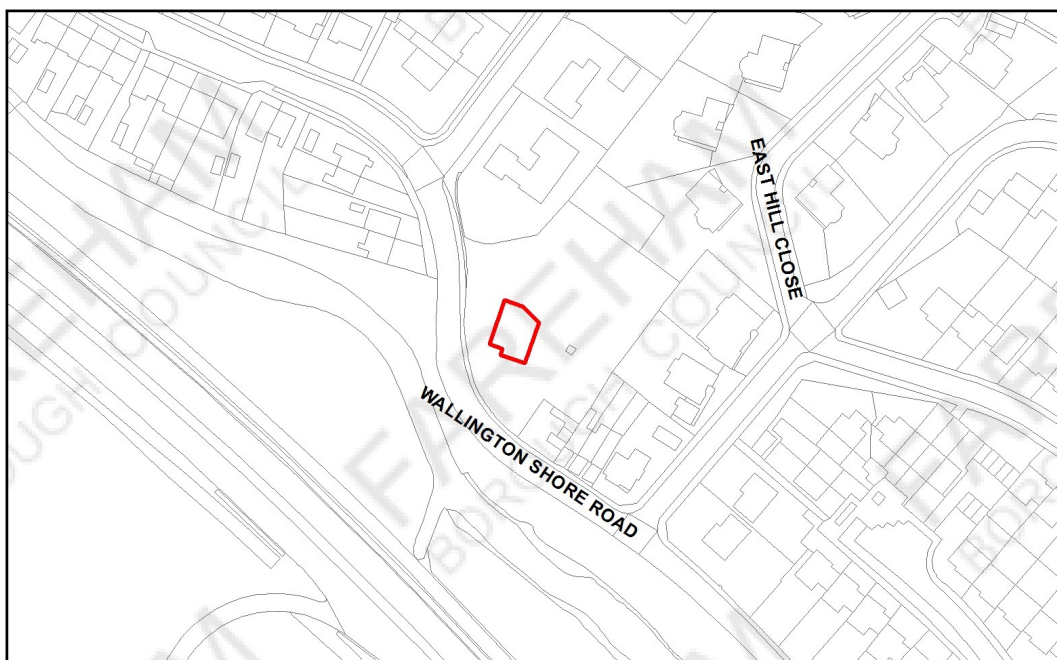 EAST HILL CLOSE
WALLINGTON SHORE ROAD
FAREHAM
BOROUGH COUNCIL